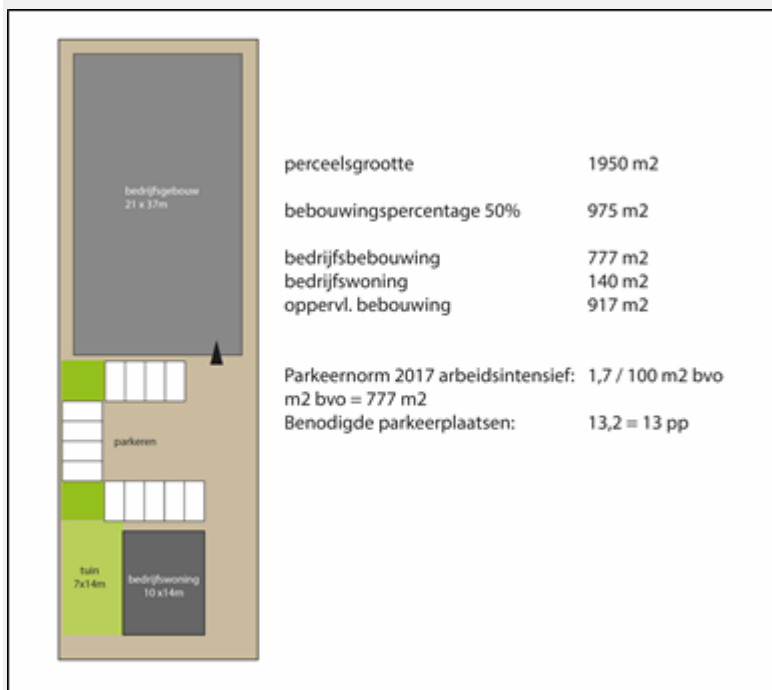 bedrijfsgebouw
21 x 37m
perceelsgrootte 1950 m2
bebouwingspercentage 50% 975 m2
bedrijfsbebouwing 777 m2
bedrijfswoning 140 m2
oppervl. bebouwing 917 m2
Parkeernorm 2017 arbeidsintensief: 1,7 / 100 m2 bvo
m2 bvo = 777 m2
Benodigde parkeerplaatsen: 13,2 = 13 pp
parkeren
tuin
7x14m
bedrijfswoning
10 x14m